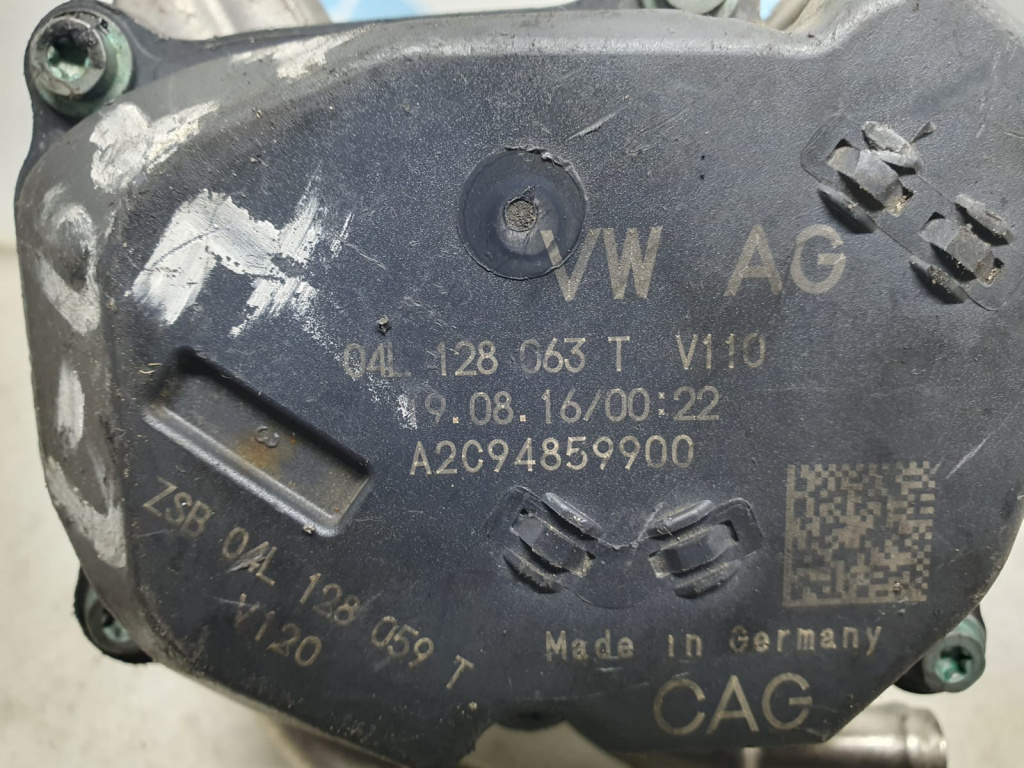 VW AG
04L 128 063 T V110
19.08.16/00:22
A2C94859900
ZSB 04L 128 059 T
V120
Made in Germany
CAG